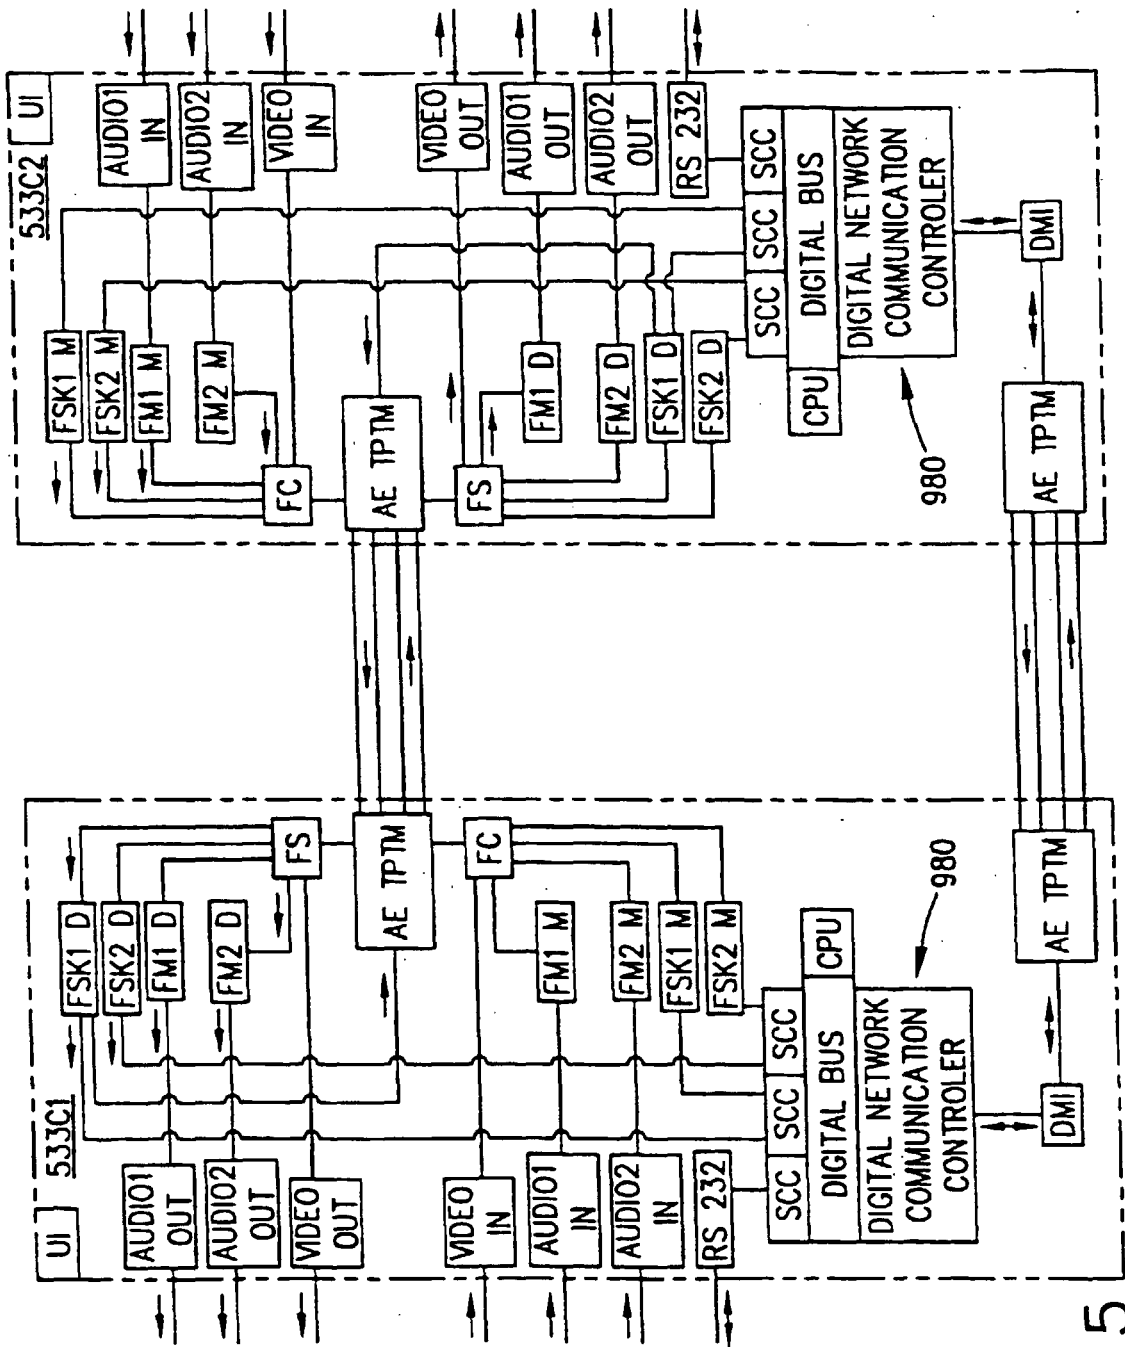 UI
533C1
AUDIO1
OUT
AUDIO2
OUT
VIDEO
OUT
VIDEO
IN
AUDIO1
IN
AUDIO2
IN
RS 232
FSK1 D
FSK2 D
FM1 D
FM2 D
FS
AE TPTM
FC
FM1 M
FM2 M
FSK1 M
FSK2 M
SCC
SCC
SCC
CPU
DIGITAL BUS
DIGITAL NETWORK
COMMUNICATION
CONTROLER
980
DMI
AE TPTM
533C2
UI
FSK1 M
FSK2 M
FM1 M
FM2 M
FC
AE TPTM
FS
AUDIO1
IN
AUDIO2
IN
VIDEO
IN
VIDEO
OUT
AUDIO1
OUT
AUDIO2
OUT
RS 232
FM1 D
FM2 D
FSK1 D
FSK2 D
SCC
SCC
SCC
CPU
DIGITAL BUS
DIGITAL NETWORK
COMMUNICATION
CONTROLER
980
DMI
AE TPTM
5